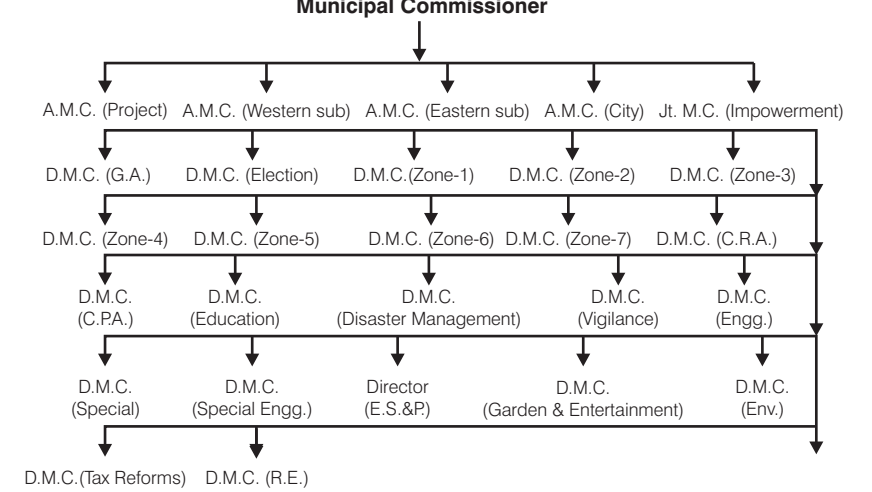 Municipal Commissioner
A.M.C. (Project) A.M.C. (Western sub) A.M.C. (Eastern sub) A.M.C. (City) Jt. M.C. (Impowerment)
D.M.C. (G.A.) D.M.C. (Election) D.M.C.(Zone-1) D.M.C. (Zone-2) D.M.C. (Zone-3)
D.M.C. (Zone-4) D.M.C. (Zone-5) D.M.C. (Zone-6) D.M.C. (Zone-7) D.M.C. (C.R.A.)
D.M.C. D.M.C. D.M.C. D.M.C. D.M.C.
(C.P.A.) (Education) (Disaster Management) (Vigilance) (Engg.)
D.M.C. D.M.C. Director D.M.C. D.M.C.
(Special) (Special Engg.) (E.S.&P.) (Garden & Entertainment) (Env.)
D.M.C.(Tax Reforms) D.M.C. (R.E.)